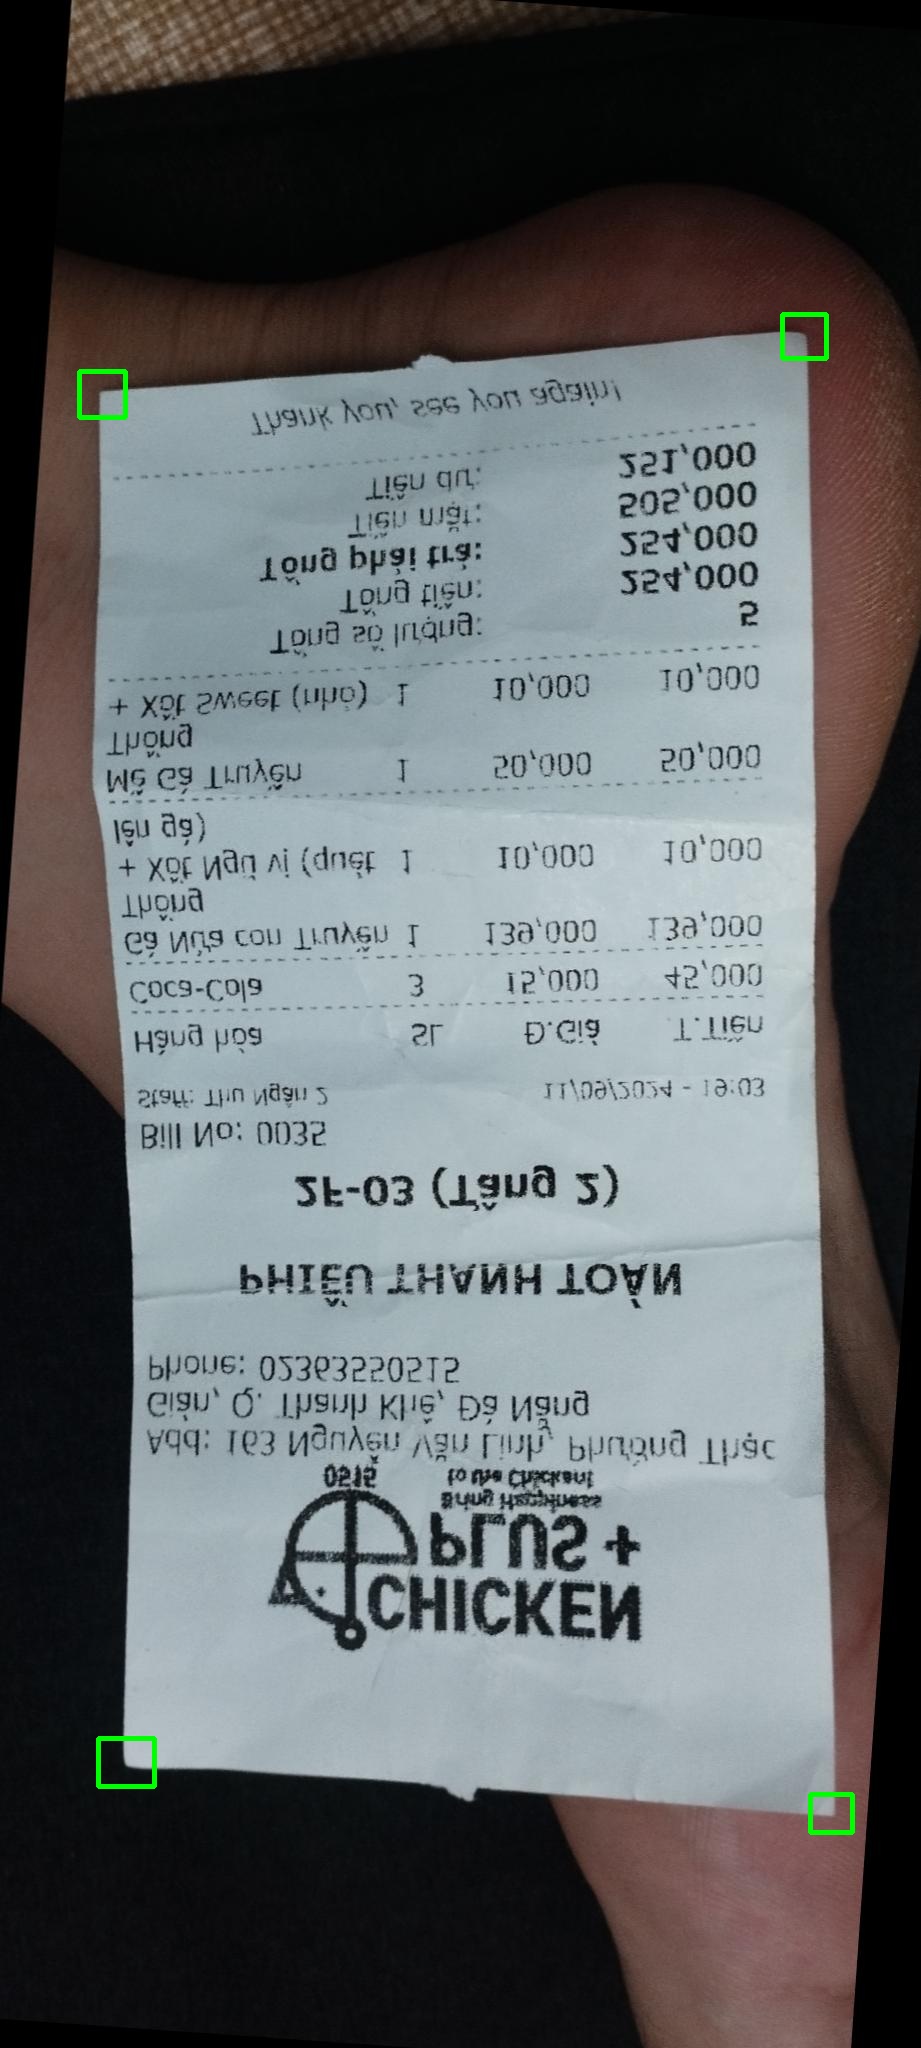 CHICKEN
PLUS +
Bring Happiness
to the Chicken!
0515
Add: 163 Nguyễn Văn Linh, Phường Thạc
Gián, Q. Thanh Khê, Đà Nẵng
Phone: 02363550515
PHIẾU THANH TOÁN
2F-03 (Tầng 2)
Bill No: 0035
Staff: Thu Ngân 2 11/09/2024 - 19:03
Hàng hóa SL Đ.Giá T.Tiền
Coca-Cola 3 15,000 45,000
Gà Nửa con Truyền 1 139,000 139,000
Thống
+ Xốt Ngũ vị (quét 1 10,000 10,000
lên gà)
Mề Gà Truyền 1 50,000 50,000
Thống
+ Xốt Sweet (nhỏ) 1 10,000 10,000
Tổng số lượng: 5
Tổng tiền: 254,000
Tổng phải trả: 254,000
Tiền mặt: 505,000
Tiền dư: 251,000
Thank you, see you again!